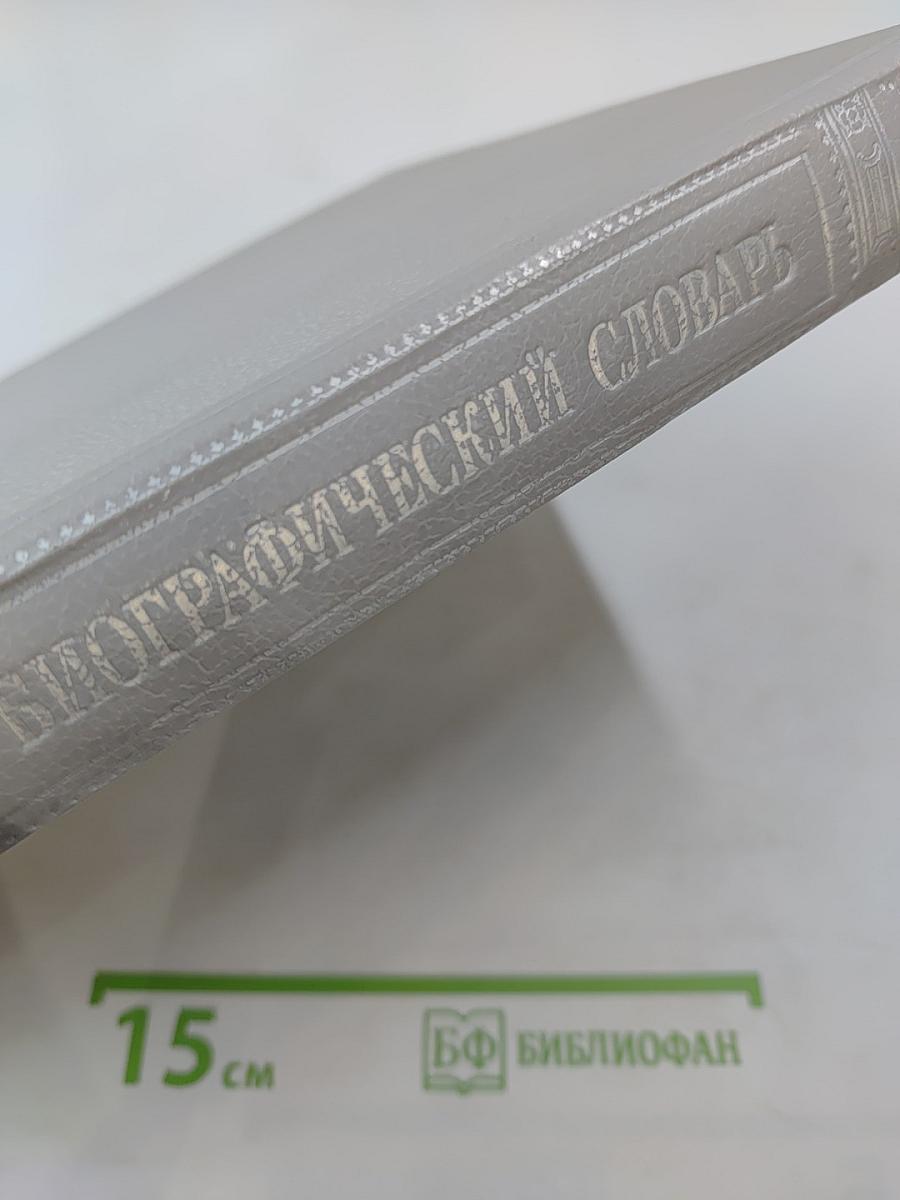 БИОГРАФИЧЕСКИЙ СЛОВАРЬ
15 см
БФ БИБЛИОФАН